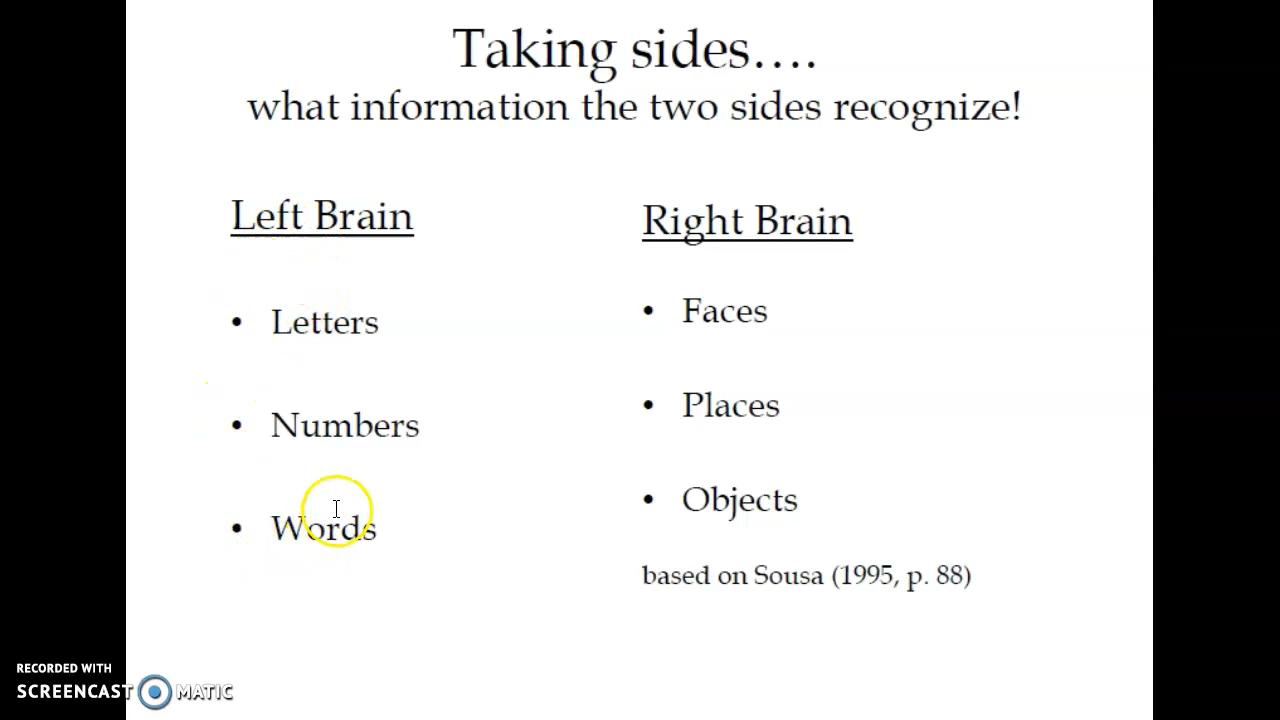 Taking sides….
what information the two sides recognize!
Left Brain
• Letters
• Numbers
• Words
Right Brain
• Faces
• Places
• Objects
based on Sousa (1995, p. 88)
RECORDED WITH
SCREENCAST MATIC